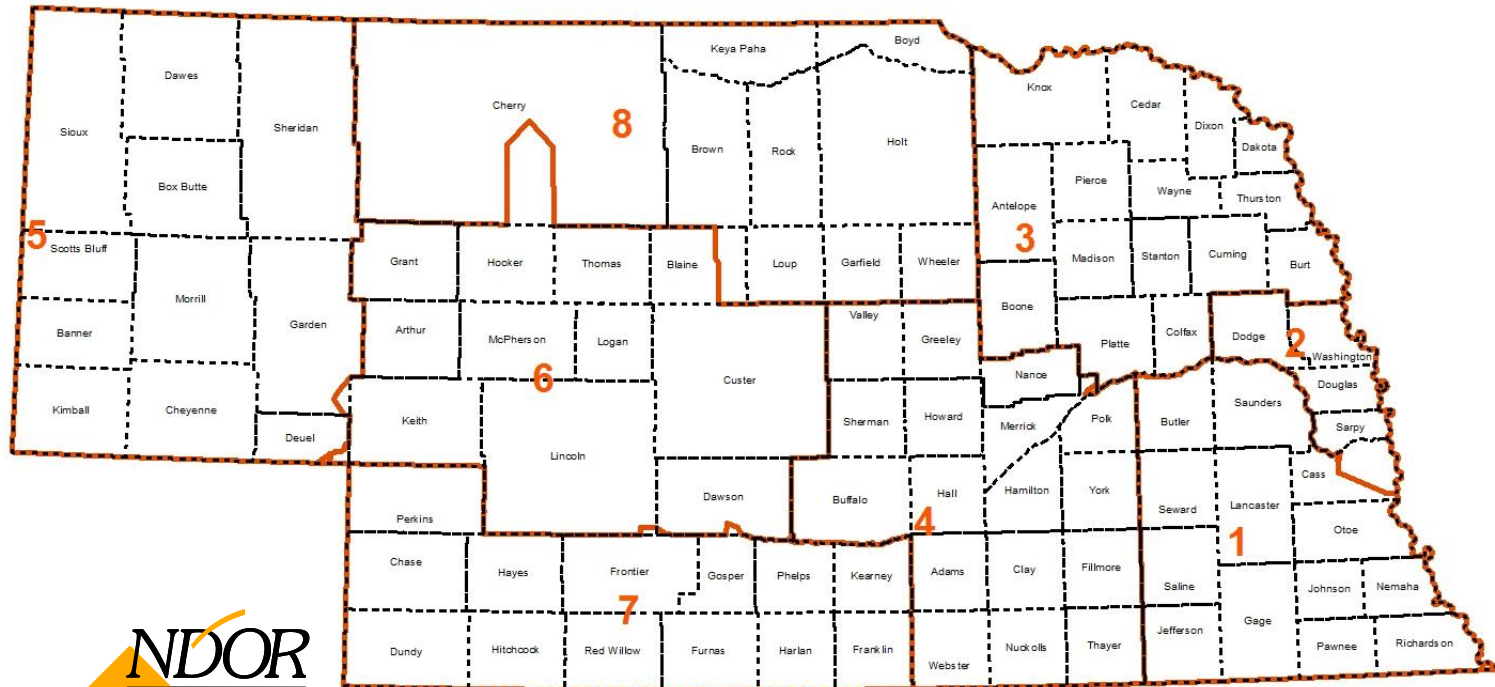 Boyd
Keya Paha
Dawes
Knox
Cherry
Cedar
8
Sheridan
Dixon
Sioux
Holt
Dakota
Brown
Rock
Pierce
Box Butte
Wayne
Thurston
Antelope
5
3
Scotts Bluff
Cuming
Madison
Stanton
Grant
Hooker
Thomas
Blaine
Loup
Garfield
Wheeler
Burt
Morrill
Boone
Garden
Valley
Banner
Arthur
McPherson
Logan
Greeley
Platte
Colfax
Dodge
2
Washington
6
Nance
Custer
Douglas
Kimball
Cheyenne
Saunders
Keith
Sherman
Howard
Merrick
Polk
Butler
Sarpy
Deuel
Lincoln
Cass
Dawson
Buffalo
Hall
Hamilton
York
Seward
Lancaster
Perkins
4
Otoe
1
Chase
Hayes
Frontier
Gosper
Phelps
Kearney
Adams
Clay
Fillmore
Saline
Johnson
Nemaha
7
Jefferson
Gage
Dundy
Hitchcock
Red Willow
Furnas
Harlan
Franklin
Webster
Nuckolls
Thayer
Pawnee
Richardson
NDOR